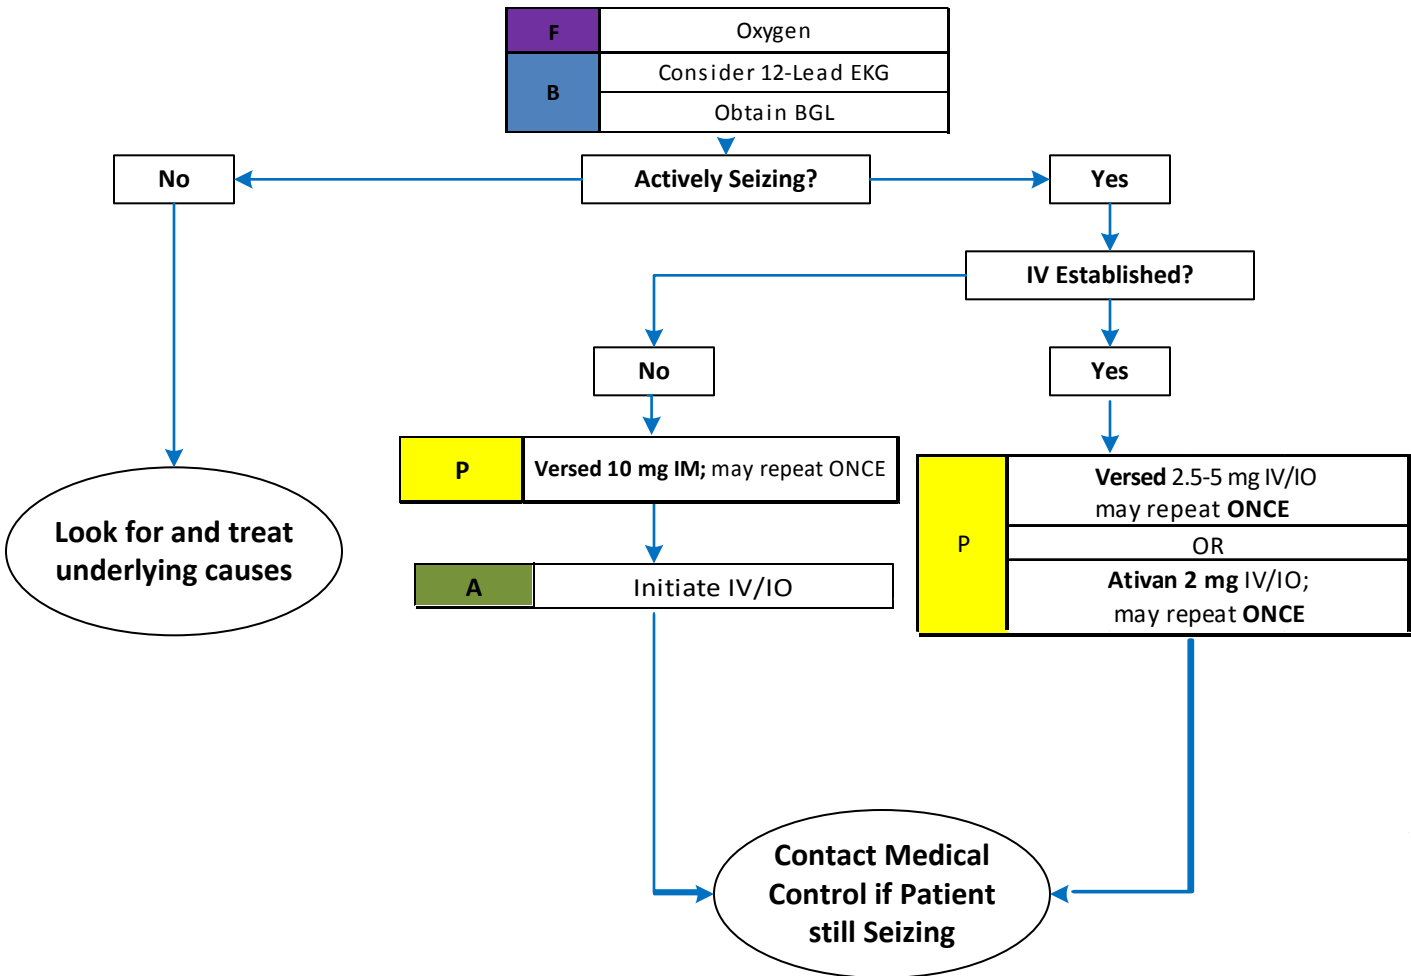 F
Oxygen
B
Consider 12-Lead EKG
Obtain BGL
No
Actively Seizing?
Yes
IV Established?
No
Yes
P
Versed 10 mg IM; may repeat ONCE
A
Initiate IV/IO
P
Versed 2.5-5 mg IV/IO
may repeat ONCE
OR
Ativan 2 mg IV/IO;
may repeat ONCE
Look for and treat
underlying causes
Contact Medical
Control if Patient
still Seizing